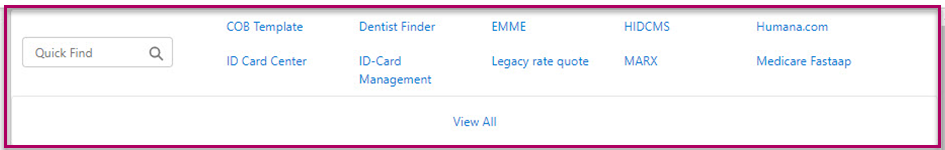 COB Template Dentist Finder EMME HIDCMS Humana.com
Quick Find
ID Card Center ID-Card Management Legacy rate quote MARX Medicare Fastaap
View All